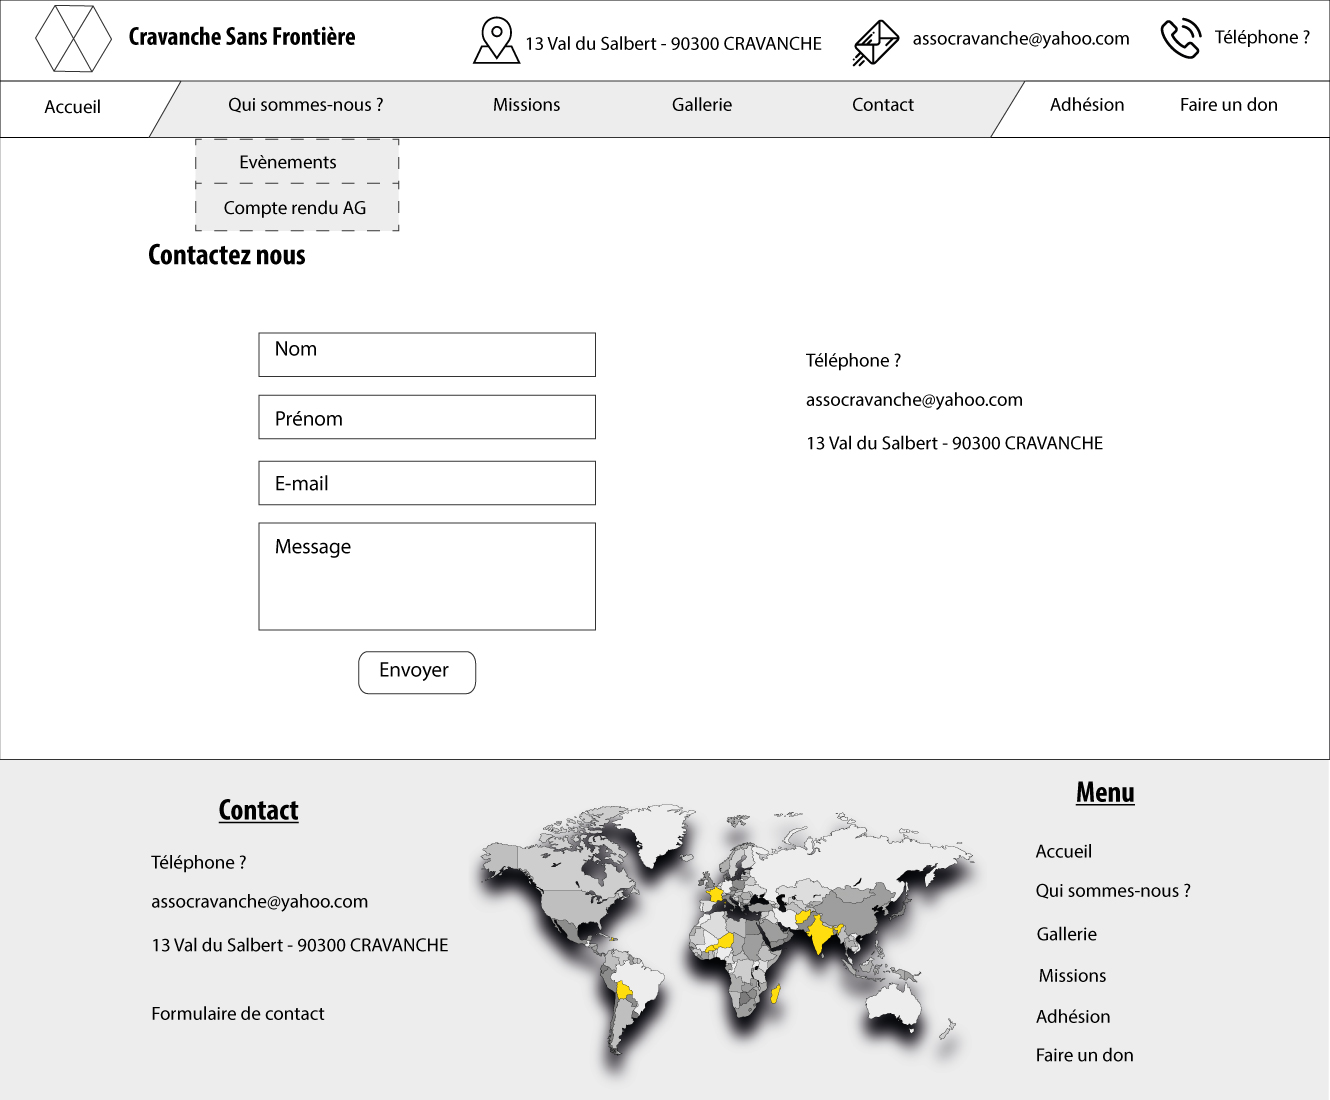 Cravanche Sans Frontière
13 Val du Salbert - 90300 CRAVANCHE
assocravanche@yahoo.com
Téléphone ?
Accueil
Qui sommes-nous ?
Missions
Gallerie
Contact
Adhésion
Faire un don
Evènements
Compte rendu AG
Contactez nous
Nom
Prénom
E-mail
Message
Envoyer
Téléphone ?
assocravanche@yahoo.com
13 Val du Salbert - 90300 CRAVANCHE
Contact
Téléphone ?
assocravanche@yahoo.com
13 Val du Salbert - 90300 CRAVANCHE
Formulaire de contact
Menu
Accueil
Qui sommes-nous ?
Gallerie
Missions
Adhésion
Faire un don